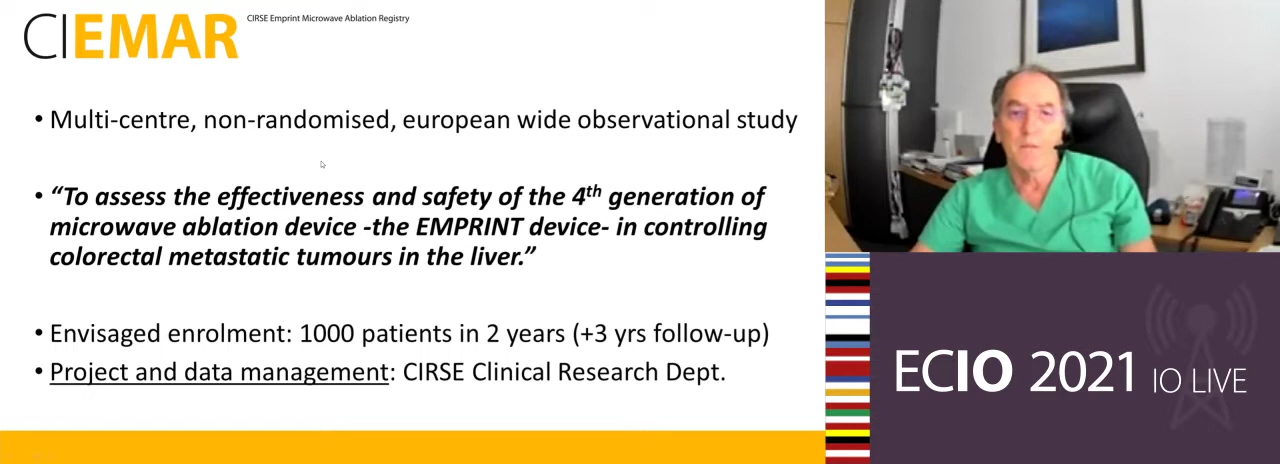 CIEMAR
CIRSE Emprint Microwave Ablation Registry
• Multi-centre, non-randomised, european wide observational study
• “To assess the effectiveness and safety of the 4th generation of
microwave ablation device -the EMPRINT device- in controlling
colorectal metastatic tumours in the liver.”
• Envisaged enrolment: 1000 patients in 2 years (+3 yrs follow-up)
• Project and data management: CIRSE Clinical Research Dept.
ECIO 2021 IO LIVE